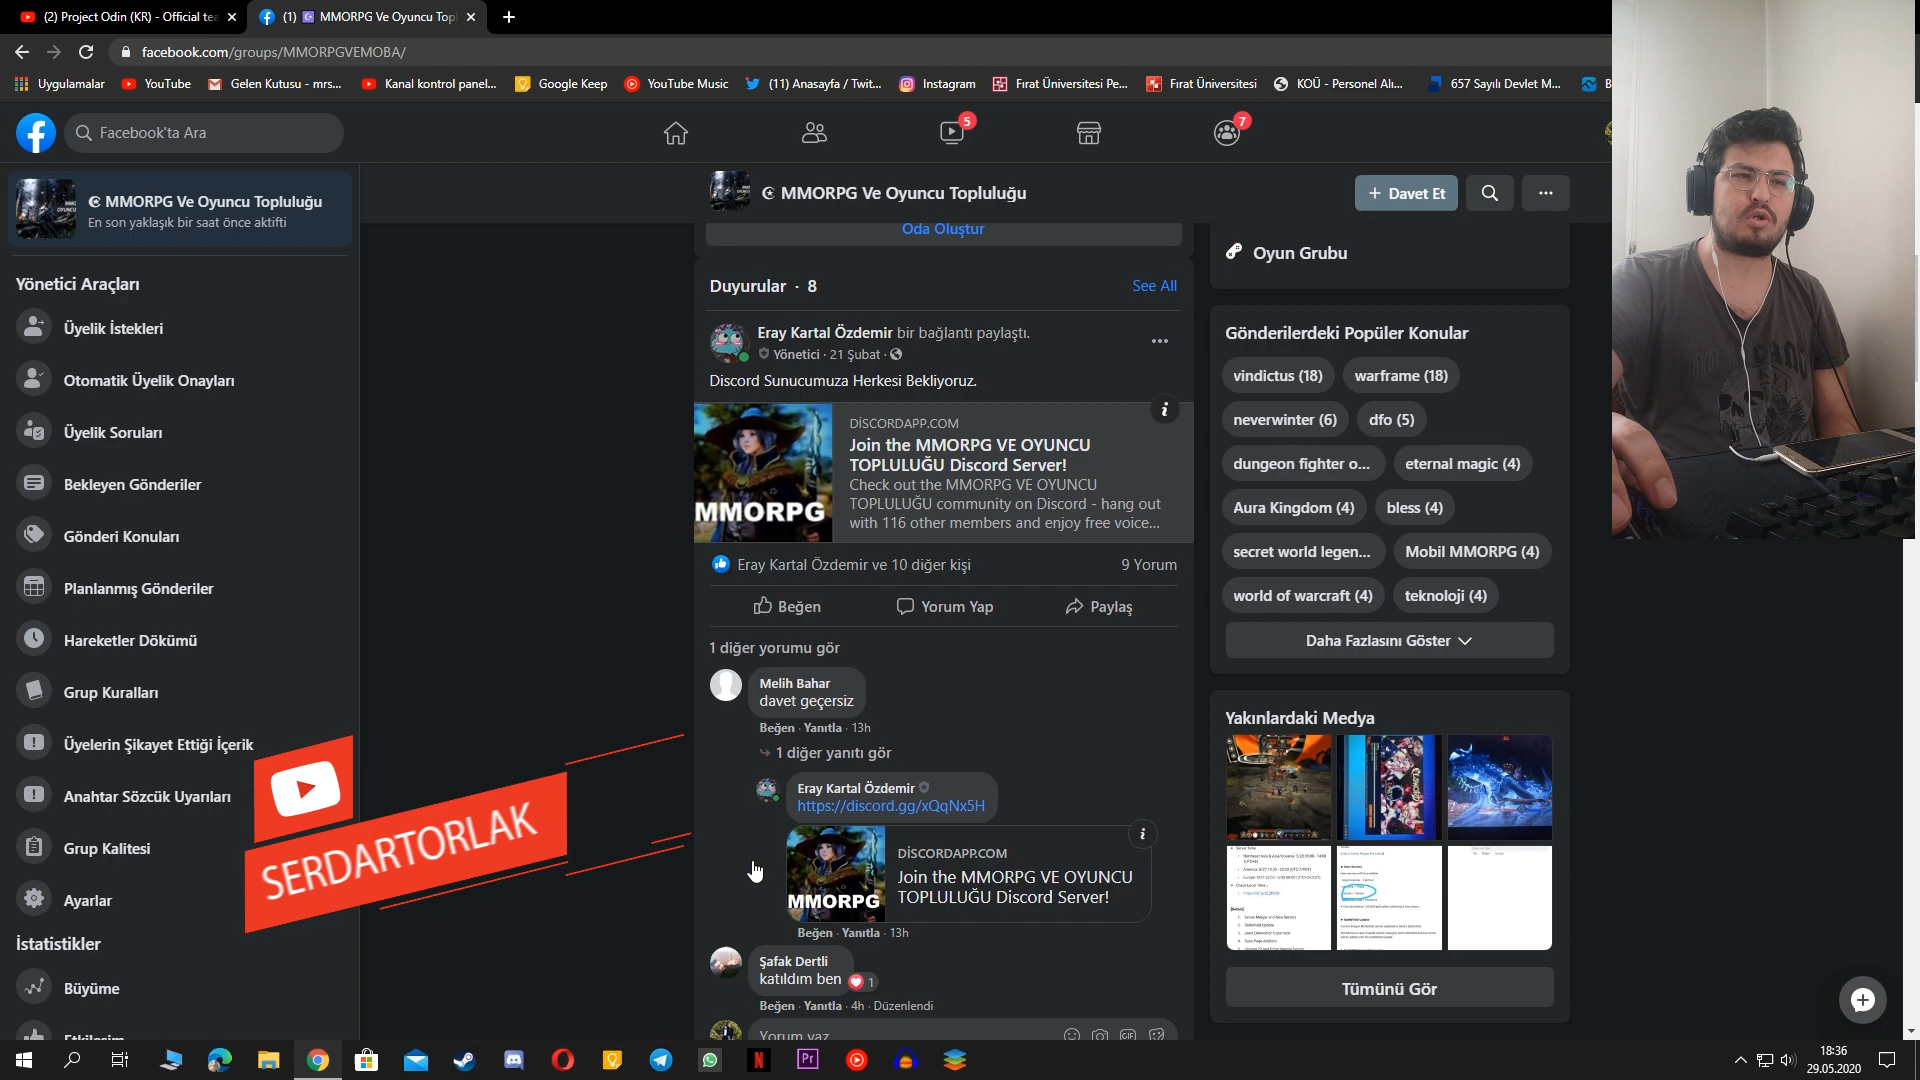 (2) Project Odin (KR) - Official tea
(1) MMORPG Ve Oyuncu Topl
facebook.com/groups/MMORPGVEMOBA/
Uygulamalar
YouTube
Gelen Kutusu - mrs...
Kanal kontrol panel...
Google Keep
YouTube Music
(11) Anasayfa / Twit...
Instagram
Fırat Üniversitesi Pe...
Fırat Üniversitesi
KOÜ - Personel Alı...
657 Sayılı Devlet M...
B
Facebook'ta Ara
5
7
MMORPG Ve Oyuncu Topluluğu
En son yaklaşık bir saat önce aktifti
Yönetici Araçları
Üyelik İstekleri
Otomatik Üyelik Onayları
Üyelik Soruları
Bekleyen Gönderiler
Gönderi Konuları
Planlanmış Gönderiler
Hareketler Dökümü
Grup Kuralları
Üyelerin Şikayet Ettiği İçerik
Anahtar Sözcük Uyarıları
Grup Kalitesi
Ayarlar
İstatistikler
Büyüme
Etkileşim
SERDARTORLAK
MMORPG Ve Oyuncu Topluluğu
+ Davet Et
Oda Oluştur
Duyurular · 8
See All
Eray Kartal Özdemir bir bağlantı paylaştı.
Yönetici · 21 Şubat ·
Discord Sunucumuza Herkesi Bekliyoruz.
MMORPG
DİSCORDAPP.COM
Join the MMORPG VE OYUNCU
TOPLULUĞU Discord Server!
Check out the MMORPG VE OYUNCU
TOPLULUĞU community on Discord - hang out
with 116 other members and enjoy free voice...
Eray Kartal Özdemir ve 10 diğer kişi
9 Yorum
Beğen
Yorum Yap
Paylaş
1 diğer yorumu gör
Melih Bahar
davet geçersiz
Beğen · Yanıtla · 13h
1 diğer yanıtı gör
Eray Kartal Özdemir
https://discord.gg/xQqNx5H
MMORPG
DİSCORDAPP.COM
Join the MMORPG VE OYUNCU
TOPLULUĞU Discord Server!
Beğen · Yanıtla · 13h
Şafak Dertli
katıldım ben
1
Beğen · Yanıtla · 4h · Düzenlendi
Yorum yaz
GIF
Oyun Grubu
Gönderilerdeki Popüler Konular
vindictus (18)
warframe (18)
neverwinter (6)
dfo (5)
dungeon fighter o...
eternal magic (4)
Aura Kingdom (4)
bless (4)
secret world legen...
Mobil MMORPG (4)
world of warcraft (4)
teknoloji (4)
Daha Fazlasını Göster
Yakınlardaki Medya
Tümünü Gör
Pr
18:36
29.05.2020